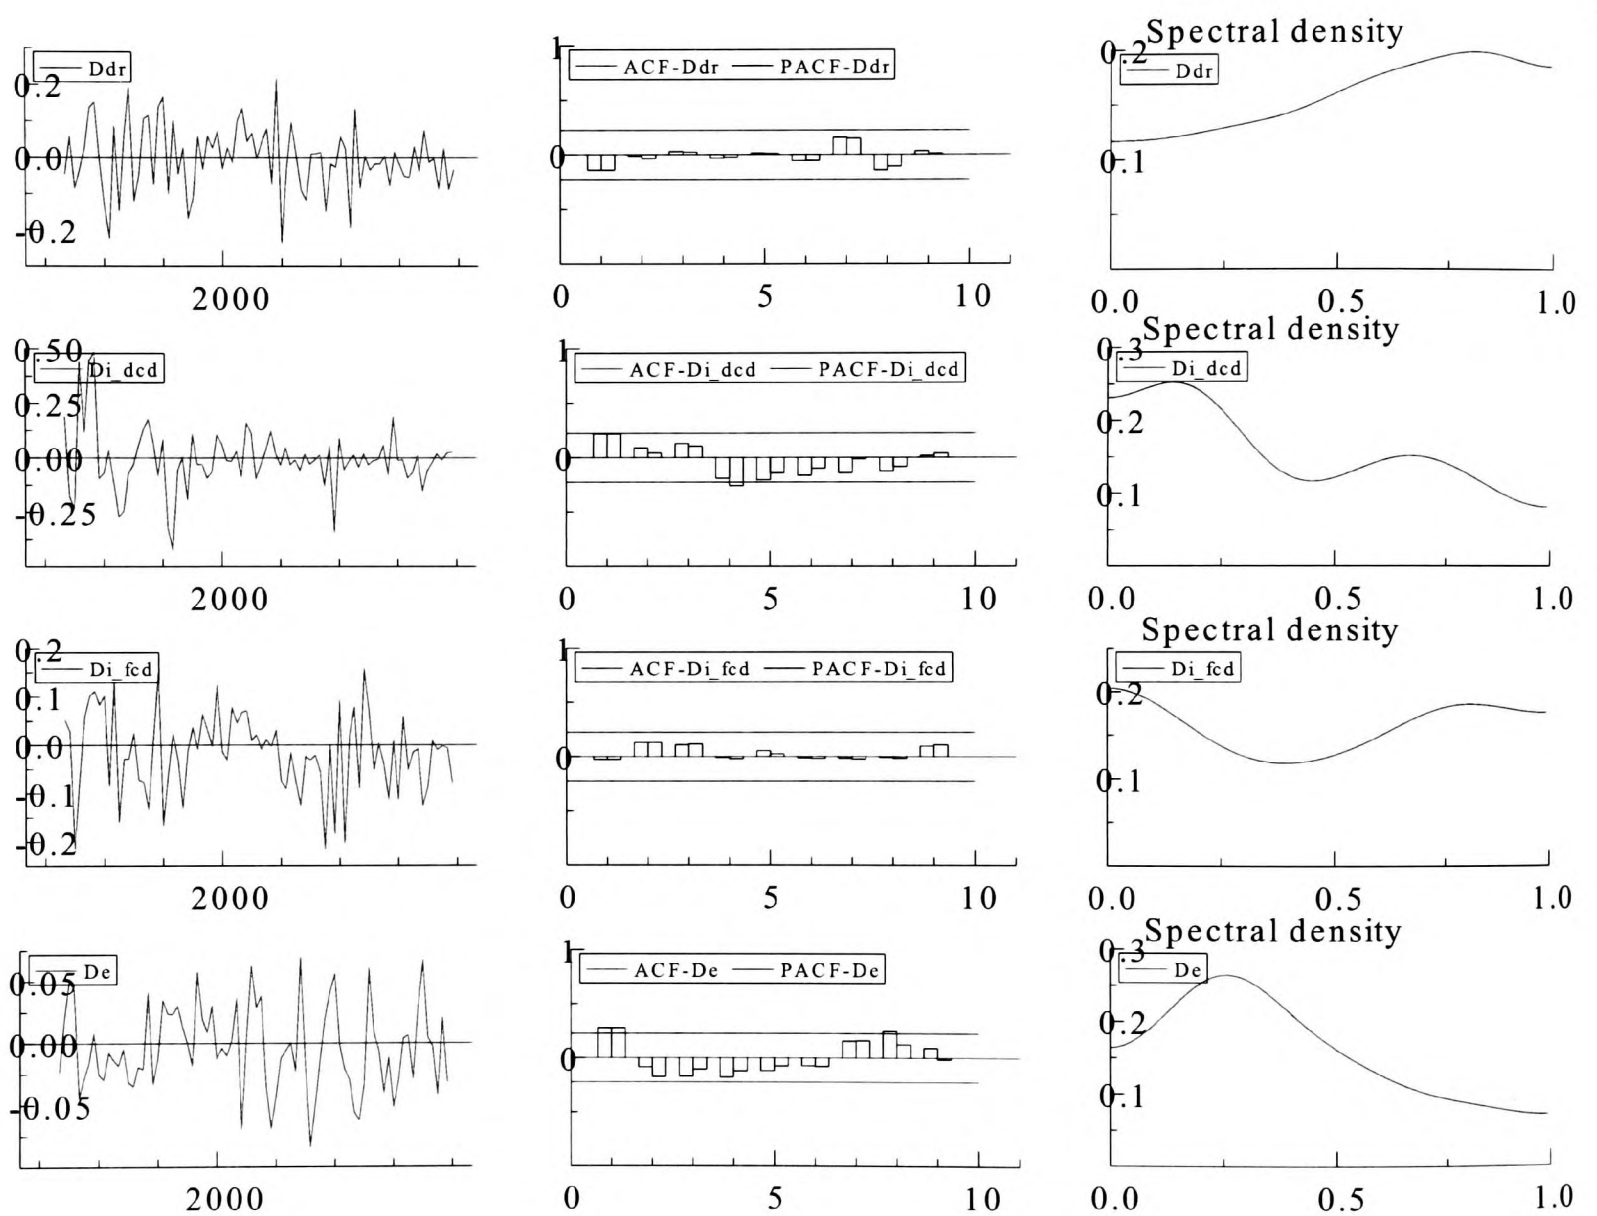 Spectral density
0.2
Ddr
0.2
0.0
-0.2
2000
1
ACF-Ddr PACF-Ddr
0
0 5 10
Ddr
0.1
0.0 0.5 1.0
Spectral density
0.50
Di_dcd
0.25
0.00
-0.25
2000
1
ACF-Di_dcd PACF-Di_dcd
0
0 5 10
0.3
Di_dcd
0.2
0.1
0.0 0.5 1.0
Spectral density
0.2
Di_fcd
0.1
0.0
-0.1
-0.2
2000
1
ACF-Di_fcd PACF-Di_fcd
0
0 5 10
Di_fcd
0.2
0.1
0.0 0.5 1.0
Spectral density
De
0.05
0.00
-0.05
2000
1
ACF-De PACF-De
0
0 5 10
0.3
De
0.2
0.1
0.0 0.5 1.0